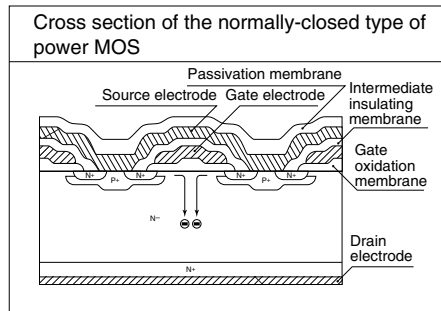 Cross section of the normally-closed type of
power MOS
Passivation membrane
Source electrode
Gate electrode
Intermediate
insulating
membrane
Gate
oxidation
membrane
N+
N+
N+
N+
P+
P+
N−
Drain
electrode
N+